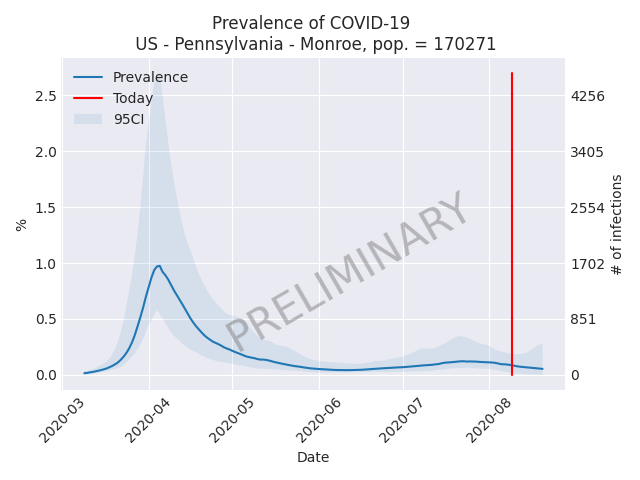 Prevalence of COVID-19
US - Pennsylvania - Monroe, pop. = 170271
Prevalence
Today
95CI
2.5
2.0
1.5
1.0
0.5
0.0
%
4256
3405
2554
1702
851
0
# of infections
PRELIMINARY
2020-03
2020-04
2020-05
2020-06
2020-07
2020-08
Date